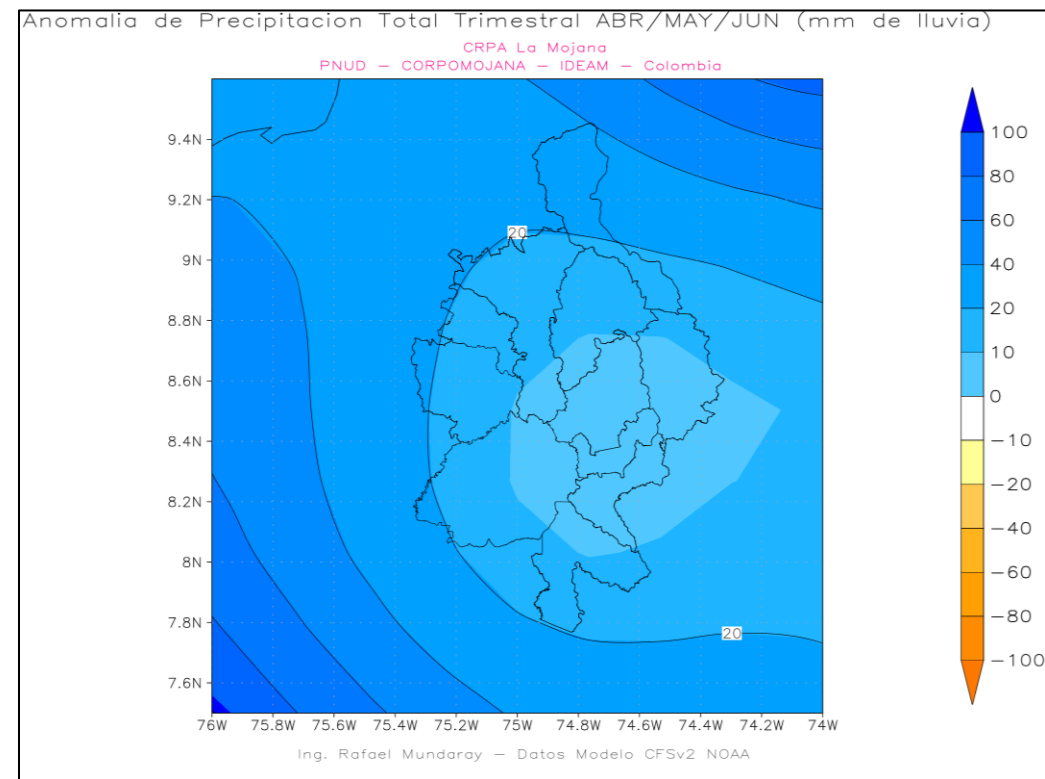 Anomalia de Precipitacion Total Trimestral ABR/MAY/JUN (mm de lluvia)
CRPA La Mojana
PNUD – CORPOMOJANA – IDEAM – Colombia
9.4N
9.2N
9N
8.8N
8.6N
8.4N
8.2N
8N
7.8N
7.6N
20
20
76W 75.8W 75.6W 75.4W 75.2W 75W 74.8W 74.6W 74.4W 74.2W 74W
100
80
60
40
20
10
0
−10
−20
−40
−60
−80
−100
Ing. Rafael Mundaray – Datos Modelo CFSv2 NOAA